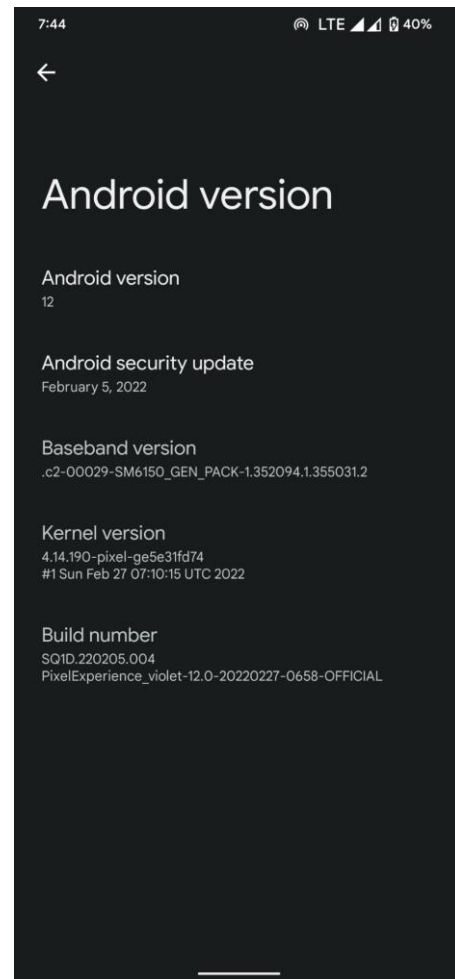 7:44 LTE 40%
Android version
Android version
12
Android security update
February 5, 2022
Baseband version
.c2-00029-SM6150_GEN_PACK-1.352094.1.355031.2
Kernel version
4.14.190-pixel-ge5e31fd74
#1 Sun Feb 27 07:10:15 UTC 2022
Build number
SQ1D.220205.004
PixelExperience_violet-12.0-20220227-0658-OFFICIAL